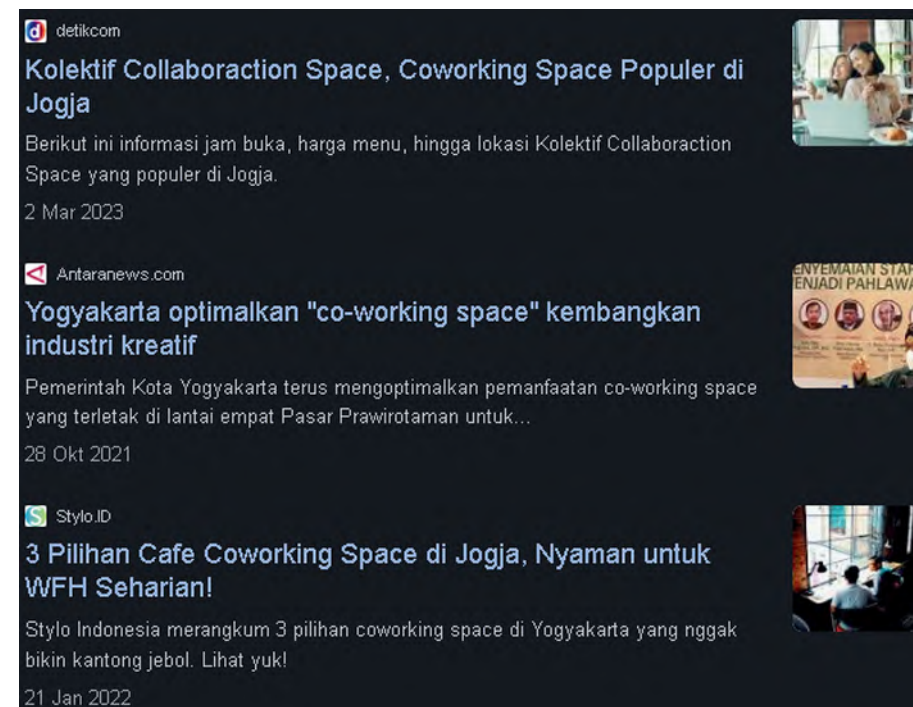 detikcom
Kolektif Collaboraction Space, Coworking Space Populer di
Jogja
Berikut ini informasi jam buka, harga menu, hingga lokasi Kolektif Collaboraction
Space yang populer di Jogja.
2 Mar 2023
Antaranews.com
Yogyakarta optimalkan "co-working space" kembangkan
industri kreatif
ENYEMAIAN STAR
ENJADI PAHLAWA
Pemerintah Kota Yogyakarta terus mengoptimalkan pemanfaatan co-working space
yang terletak di lantai empat Pasar Prawirotaman untuk...
28 Okt 2021
Stylo.ID
3 Pilihan Cafe Coworking Space di Jogja, Nyaman untuk
WFH Seharian!
Stylo Indonesia merangkum 3 pilihan coworking space di Yogyakarta yang nggak
bikin kantong jebol. Lihat yuk!
21 Jan 2022